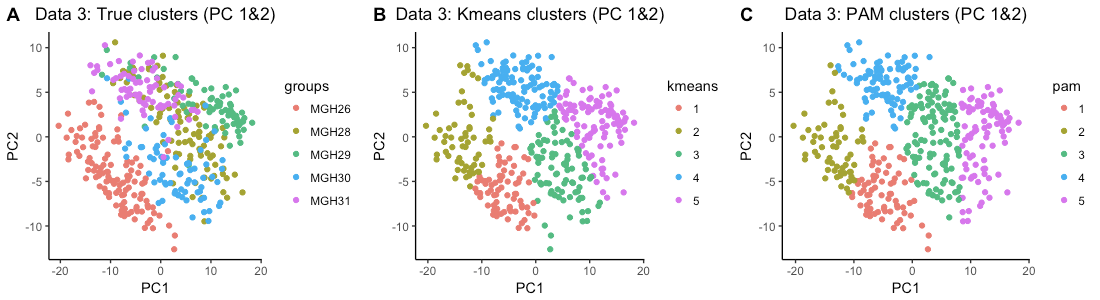 A Data 3: True clusters (PC 1&2)
10
5
0
-5
-10
PC2
-20 -10 0 10 20
PC1
groups
MGH26
MGH28
MGH29
MGH30
MGH31
B Data 3: Kmeans clusters (PC 1&2)
10
5
0
-5
-10
PC2
-20 -10 0 10 20
PC1
kmeans
1
2
3
4
5
C Data 3: PAM clusters (PC 1&2)
10
5
0
-5
-10
PC2
-20 -10 0 10 20
PC1
pam
1
2
3
4
5